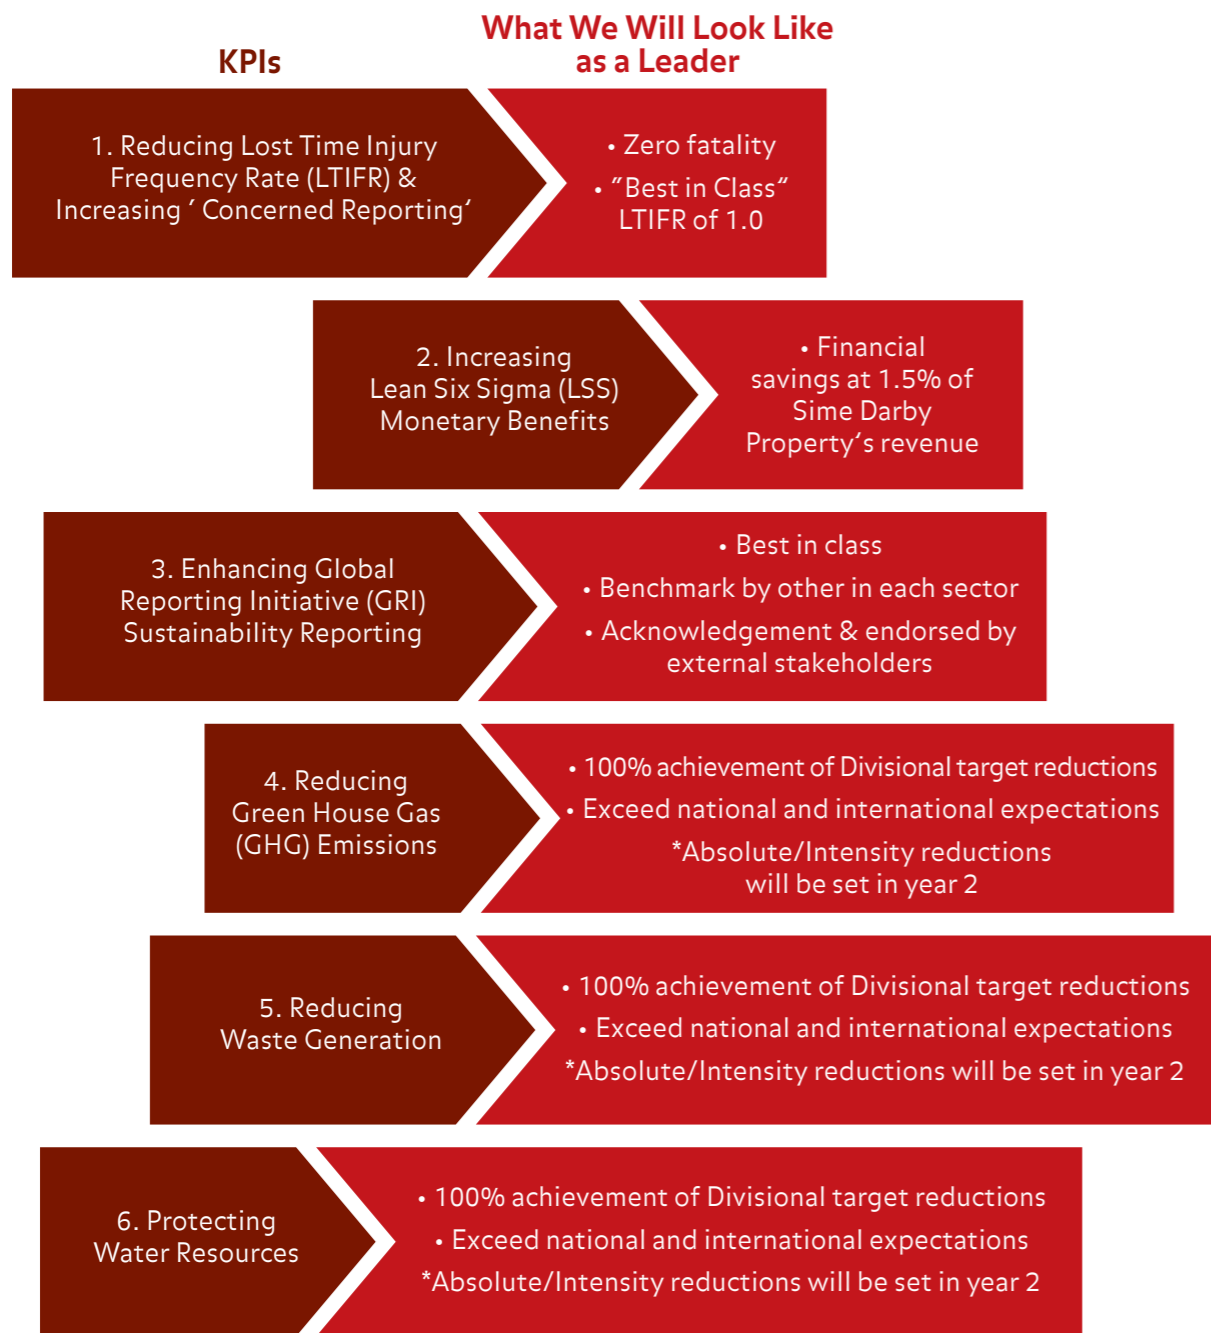 What We Will Look Like
as a Leader
KPIs
1. Reducing Lost Time Injury
Frequency Rate (LTIFR) &
Increasing ‘ Concerned Reporting‘
• Zero fatality
• “Best in Class“
LTIFR of 1.0
2. Increasing
Lean Six Sigma (LSS)
Monetary Benefits
• Financial
savings at 1.5% of
Sime Darby
Property‘s revenue
3. Enhancing Global
Reporting Initiative (GRI)
Sustainability Reporting
• Best in class
• Benchmark by other in each sector
• Acknowledgement & endorsed by
external stakeholders
4. Reducing
Green House Gas
(GHG) Emissions
• 100% achievement of Divisional target reductions
• Exceed national and international expectations
*Absolute/Intensity reductions
will be set in year 2
5. Reducing
Waste Generation
• 100% achievement of Divisional target reductions
• Exceed national and international expectations
*Absolute/Intensity reductions will be set in year 2
6. Protecting
Water Resources
• 100% achievement of Divisional target reductions
• Exceed national and international expectations
*Absolute/Intensity reductions will be set in year 2